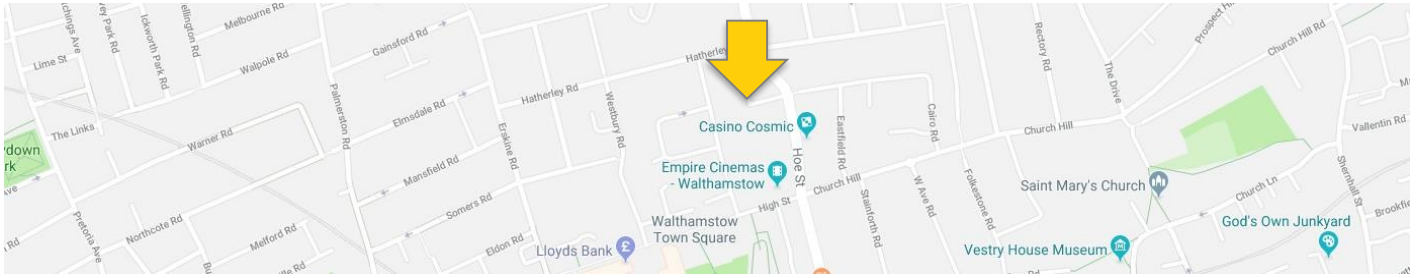 Melbourne Rd
Ickworth Park Rd
Gainsford Rd
Walpole Rd
Lime St
The Links
Warner Rd
Palmerston Rd
Elmsdale Rd
Erskine Rd
Hatherley Rd
Westbury Rd
Mansfield Rd
Somers Rd
Eldon Rd
Northcote Rd
Melford Rd
Pretoria Ave
Lloyds Bank
Walthamstow
Town Square
Casino Cosmic
Empire Cinemas
- Walthamstow
High St
Hoe St
Church Hill
Eastfield Rd
Stainforth Rd
Cairo Rd
W Ave Rd
Folkestone Rd
Church Hill
Rectory Rd
The Drive
Church Hill Rd
Vallentin Rd
Shernhall St
Church Ln
Saint Mary's Church
Vestry House Museum
God's Own Junkyard